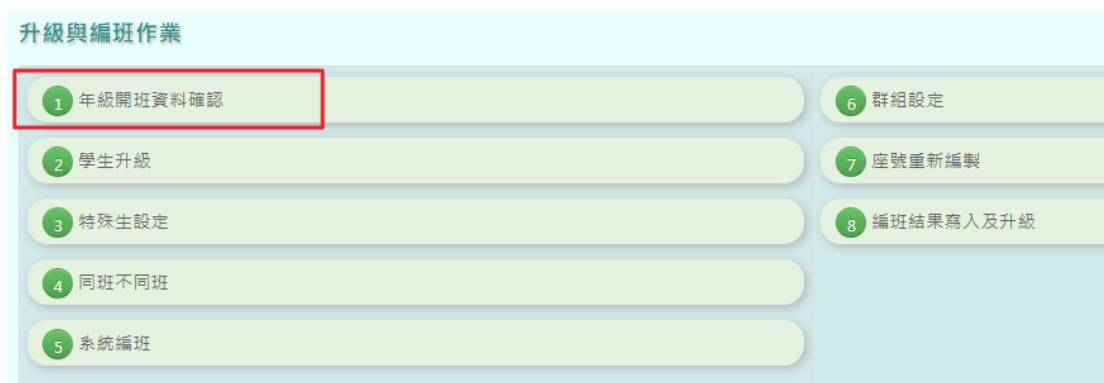 升級與編班作業
1 年級開班資料確認
2 學生升級
3 特殊生設定
4 同班不同班
5 系統編班
6 群組設定
7 座號重新編製
8 編班結果寫入及升級